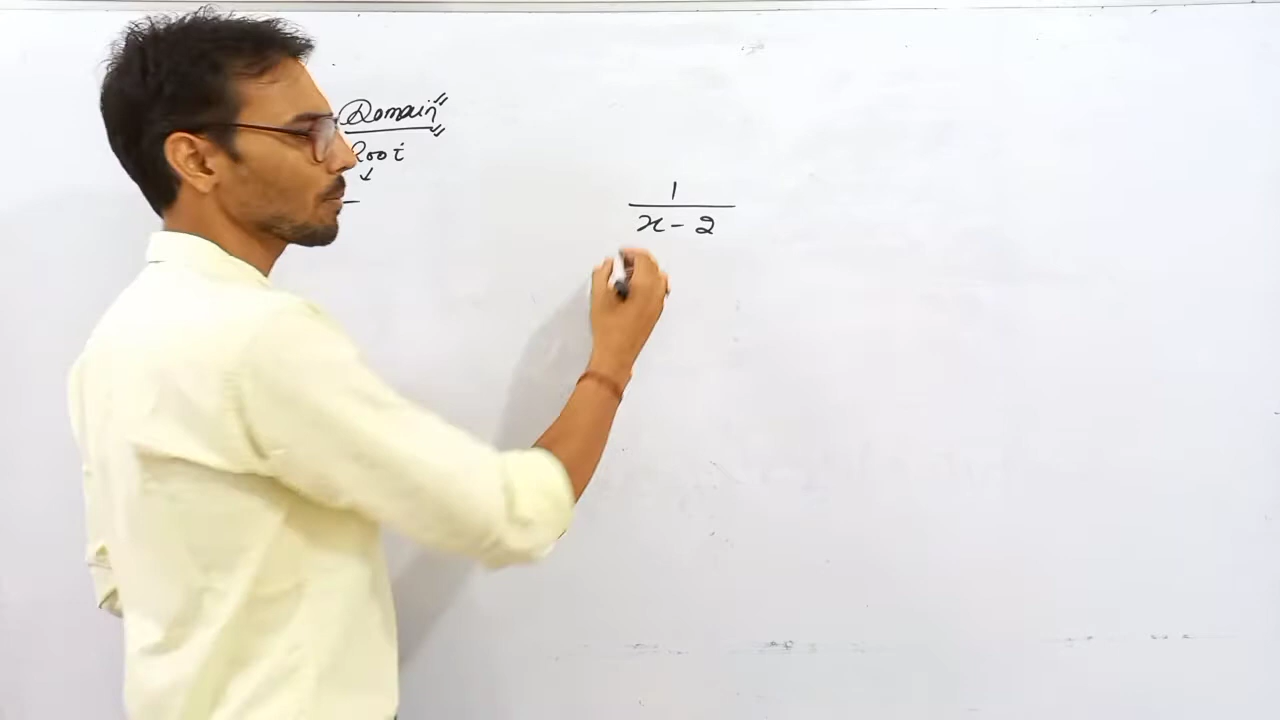 Domain
Root
↓
1
x - 2